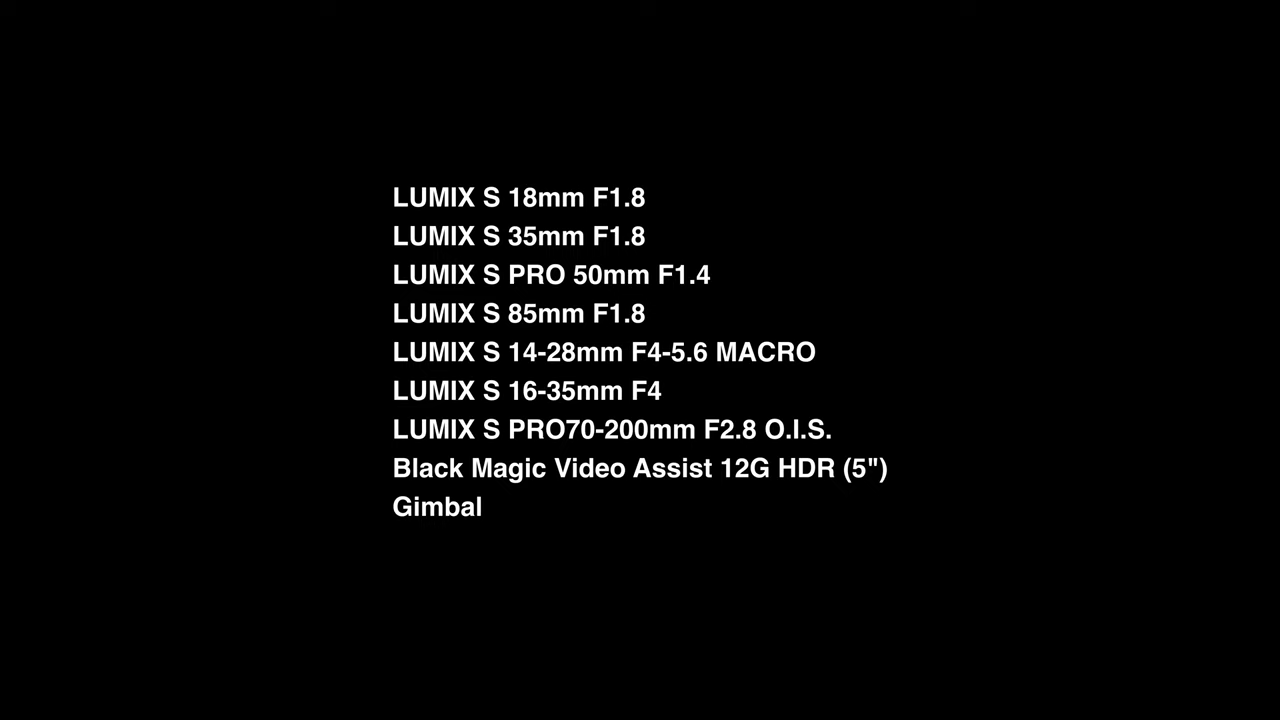 LUMIX S 18mm F1.8
LUMIX S 35mm F1.8
LUMIX S PRO 50mm F1.4
LUMIX S 85mm F1.8
LUMIX S 14-28mm F4-5.6 MACRO
LUMIX S 16-35mm F4
LUMIX S PRO70-200mm F2.8 O.I.S.
Black Magic Video Assist 12G HDR (5")
Gimbal